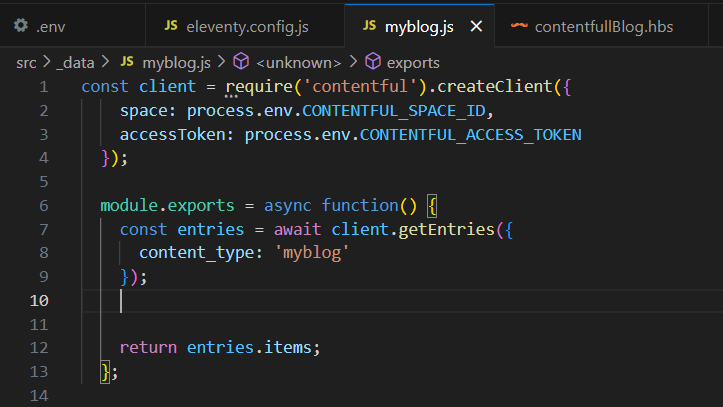 .env JS eleventy.config.js JS myblog.js × contentfullBlog.hbs
src > _data > JS myblog.js > <unknown> > exports
1 const client = require('contentful').createClient({
2 space: process.env.CONTENTFUL_SPACE_ID,
3 accessToken: process.env.CONTENTFUL_ACCESS_TOKEN
4 });
5
6 module.exports = async function() {
7 const entries = await client.getEntries({
8 content_type: 'myblog'
9 });
10
11
12 return entries.items;
13 };
14